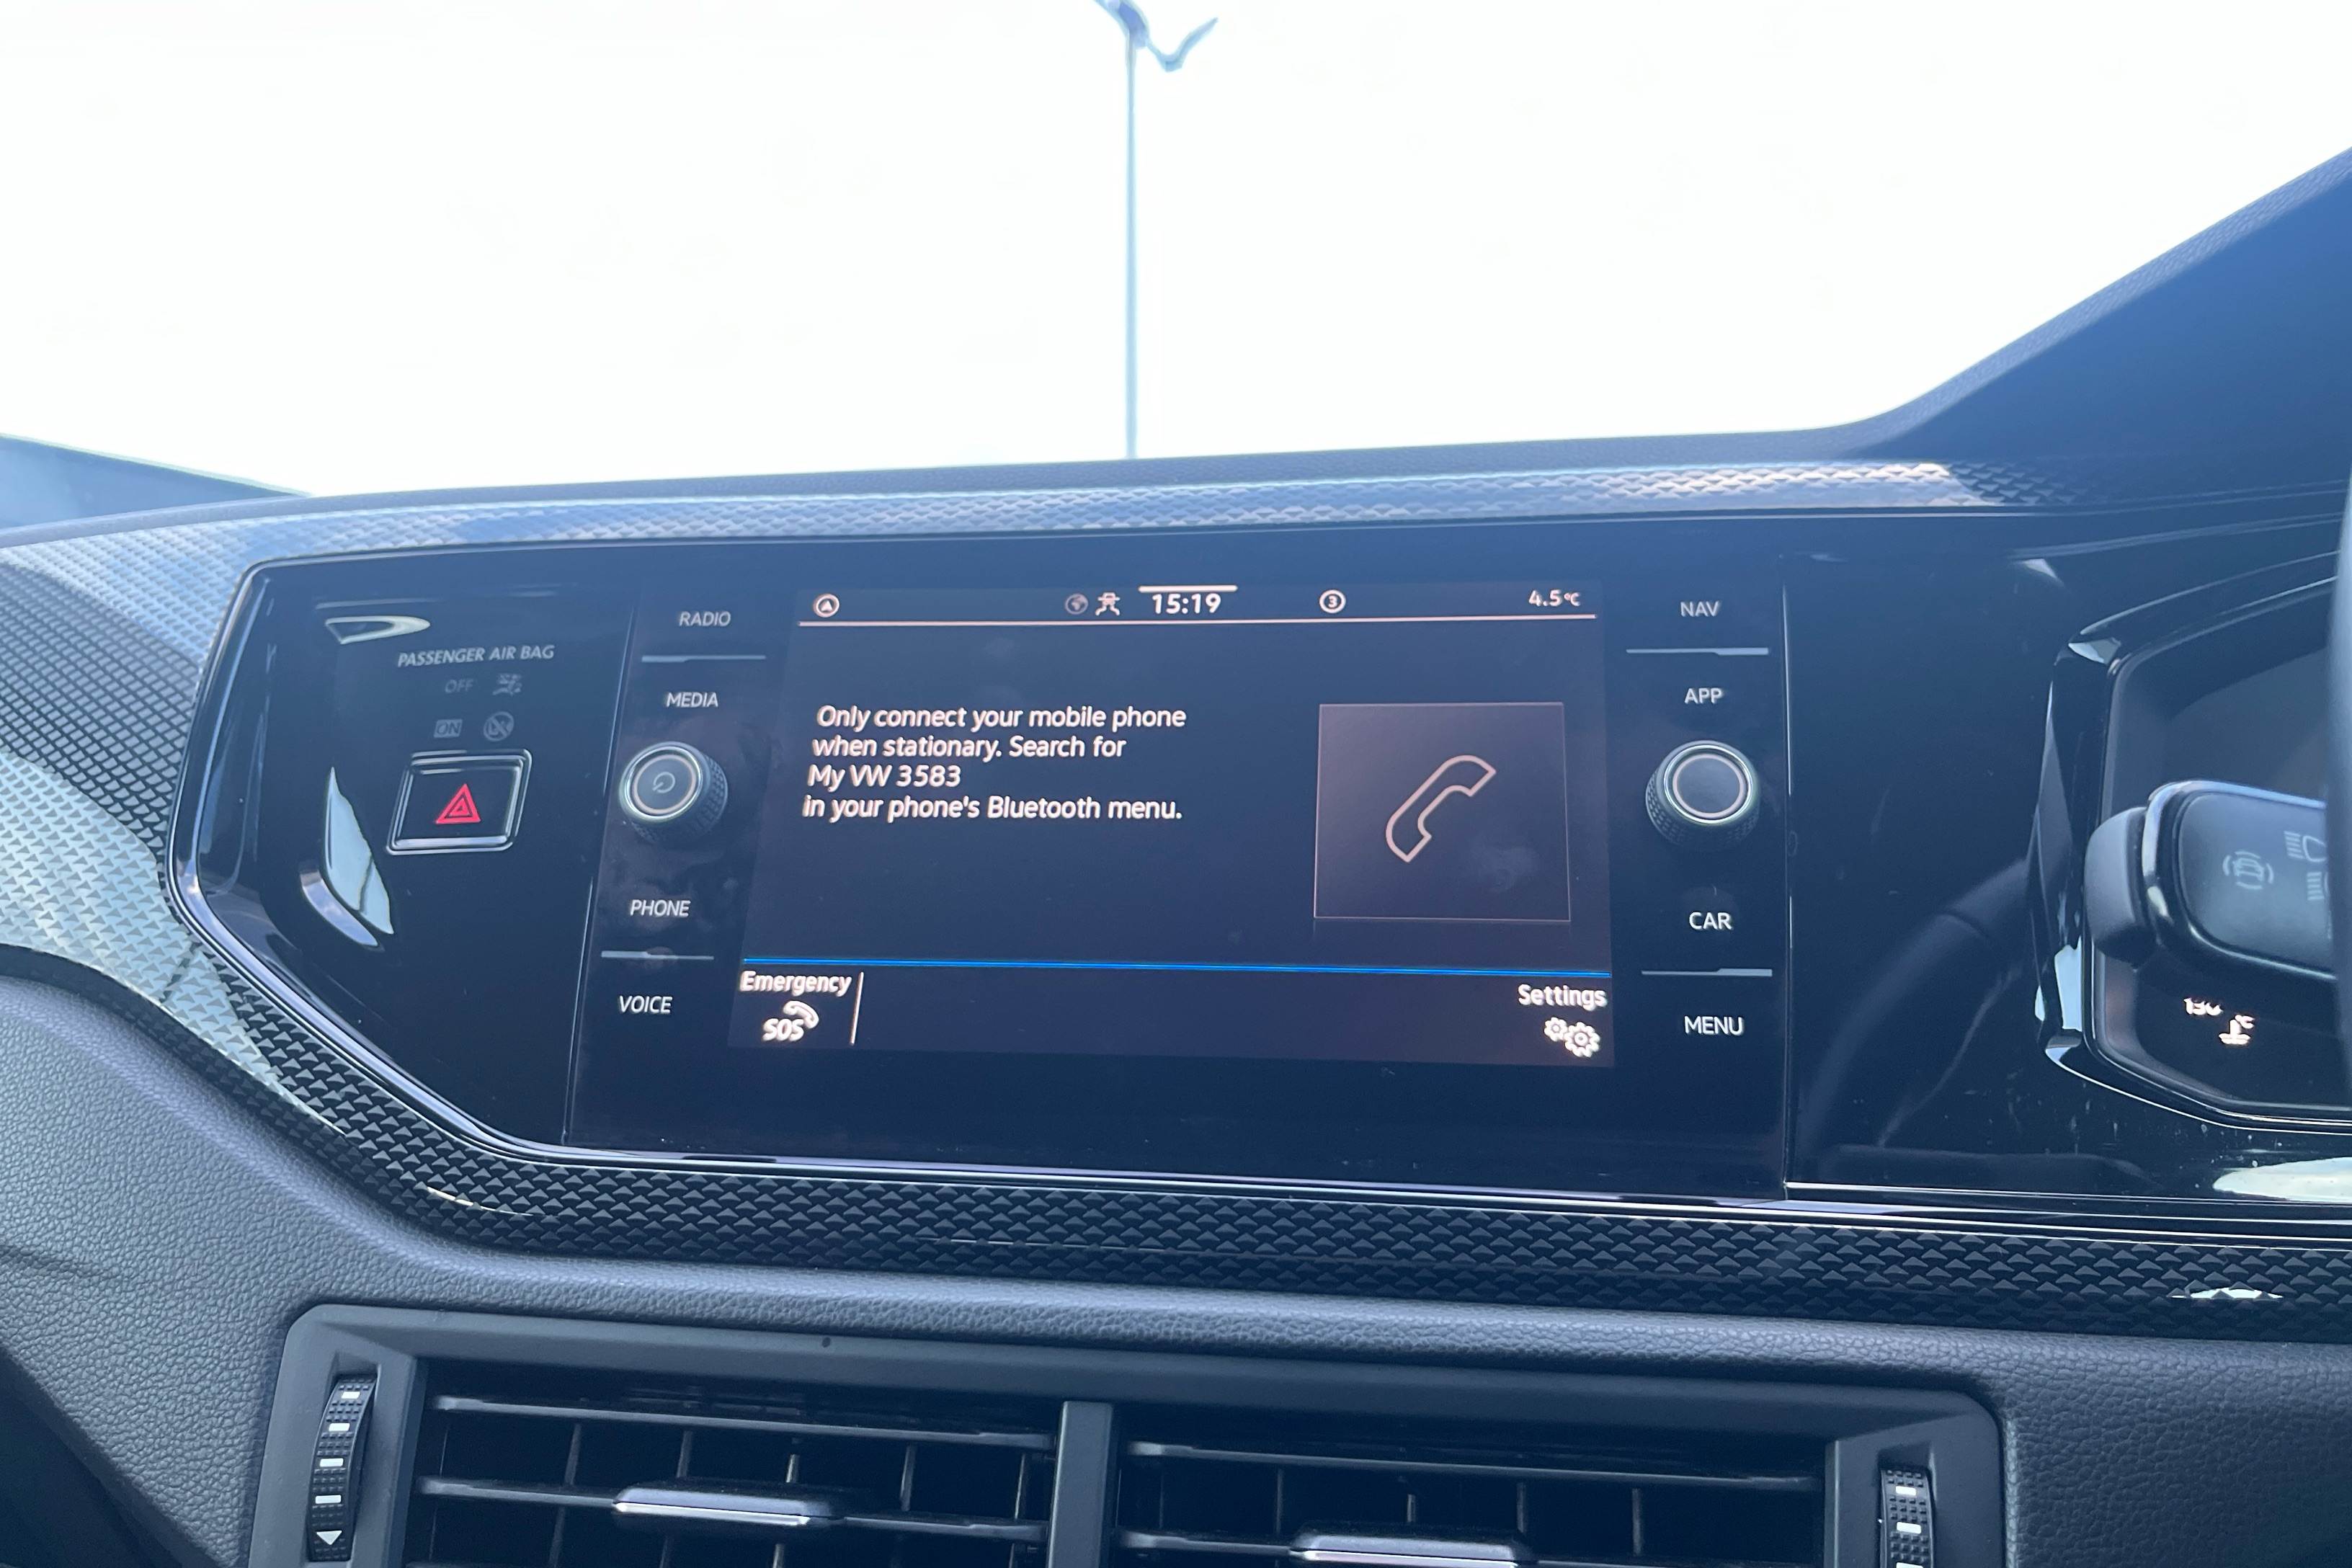 PASSENGER AIR BAG
OFF
ON
RADIO
MEDIA
PHONE
VOICE
15:19
3
4.5°C
Only connect your mobile phone
when stationary. Search for
My VW 3583
in your phone's Bluetooth menu.
Emergency
SOS
Settings
NAV
APP
CAR
MENU